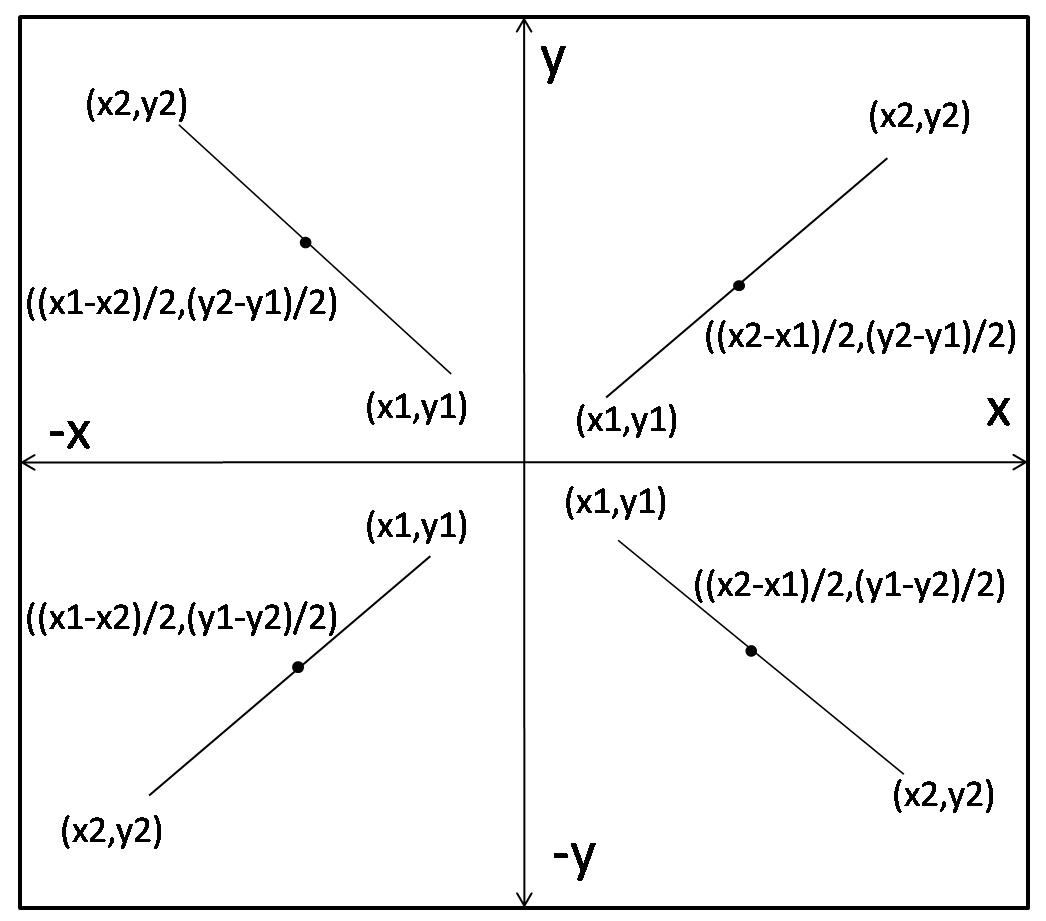 y
(x2,y2)
(x2,y2)
((x1-x2)/2,(y2-y1)/2)
((x2-x1)/2,(y2-y1)/2)
(x1,y1)
(x1,y1)
-x
x
(x1,y1)
(x1,y1)
((x2-x1)/2,(y1-y2)/2)
((x1-x2)/2,(y1-y2)/2)
(x2,y2)
(x2,y2)
-y